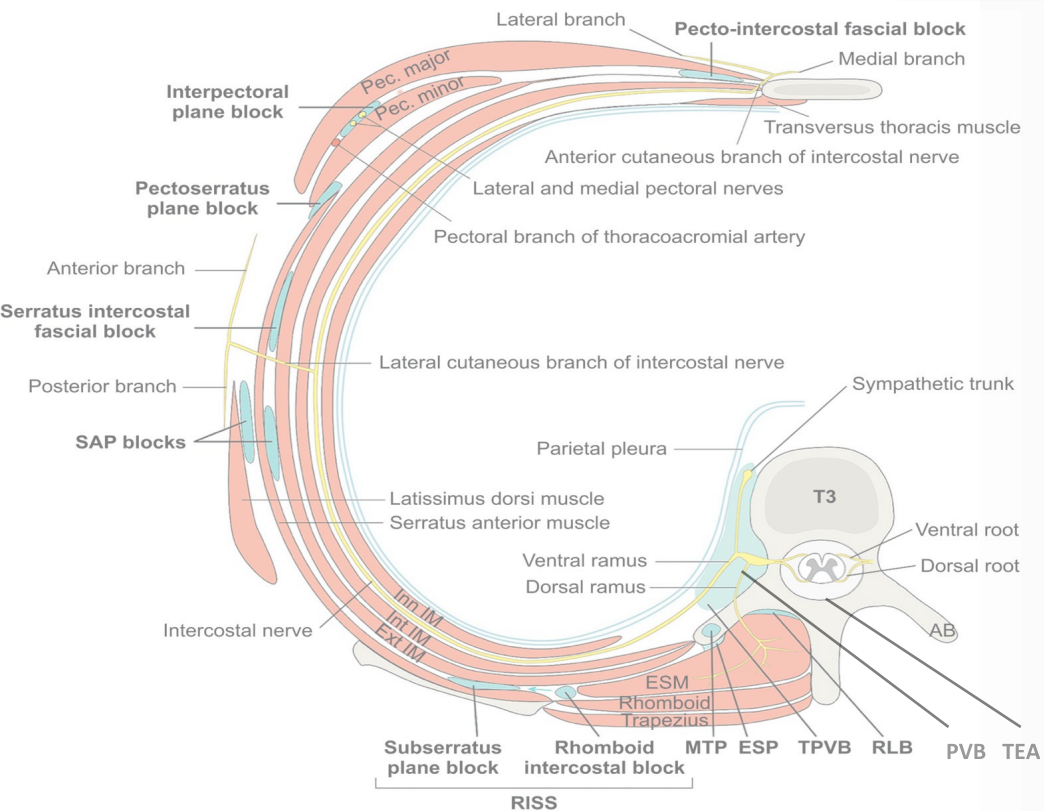 Lateral branch
Pecto-intercostal fascial block
Medial branch
Pec. major
Pec. minor
Interpectoral
plane block
Transversus thoracis muscle
Anterior cutaneous branch of intercostal nerve
Lateral and medial pectoral nerves
Pectoserratus
plane block
Pectoral branch of thoracoacromial artery
Anterior branch
Serratus intercostal
fascial block
Lateral cutaneous branch of intercostal nerve
Posterior branch
Sympathetic trunk
SAP blocks
Parietal pleura
T3
Latissimus dorsi muscle
Serratus anterior muscle
Ventral root
Ventral ramus
Dorsal root
Dorsal ramus
Inn IM
Int IM
Ext IM
Intercostal nerve
AB
ESM
Rhomboid
Trapezius
Subserratus
plane block
Rhomboid
intercostal block
MTP
ESP
TPVB
RLB
PVB
TEA
RISS